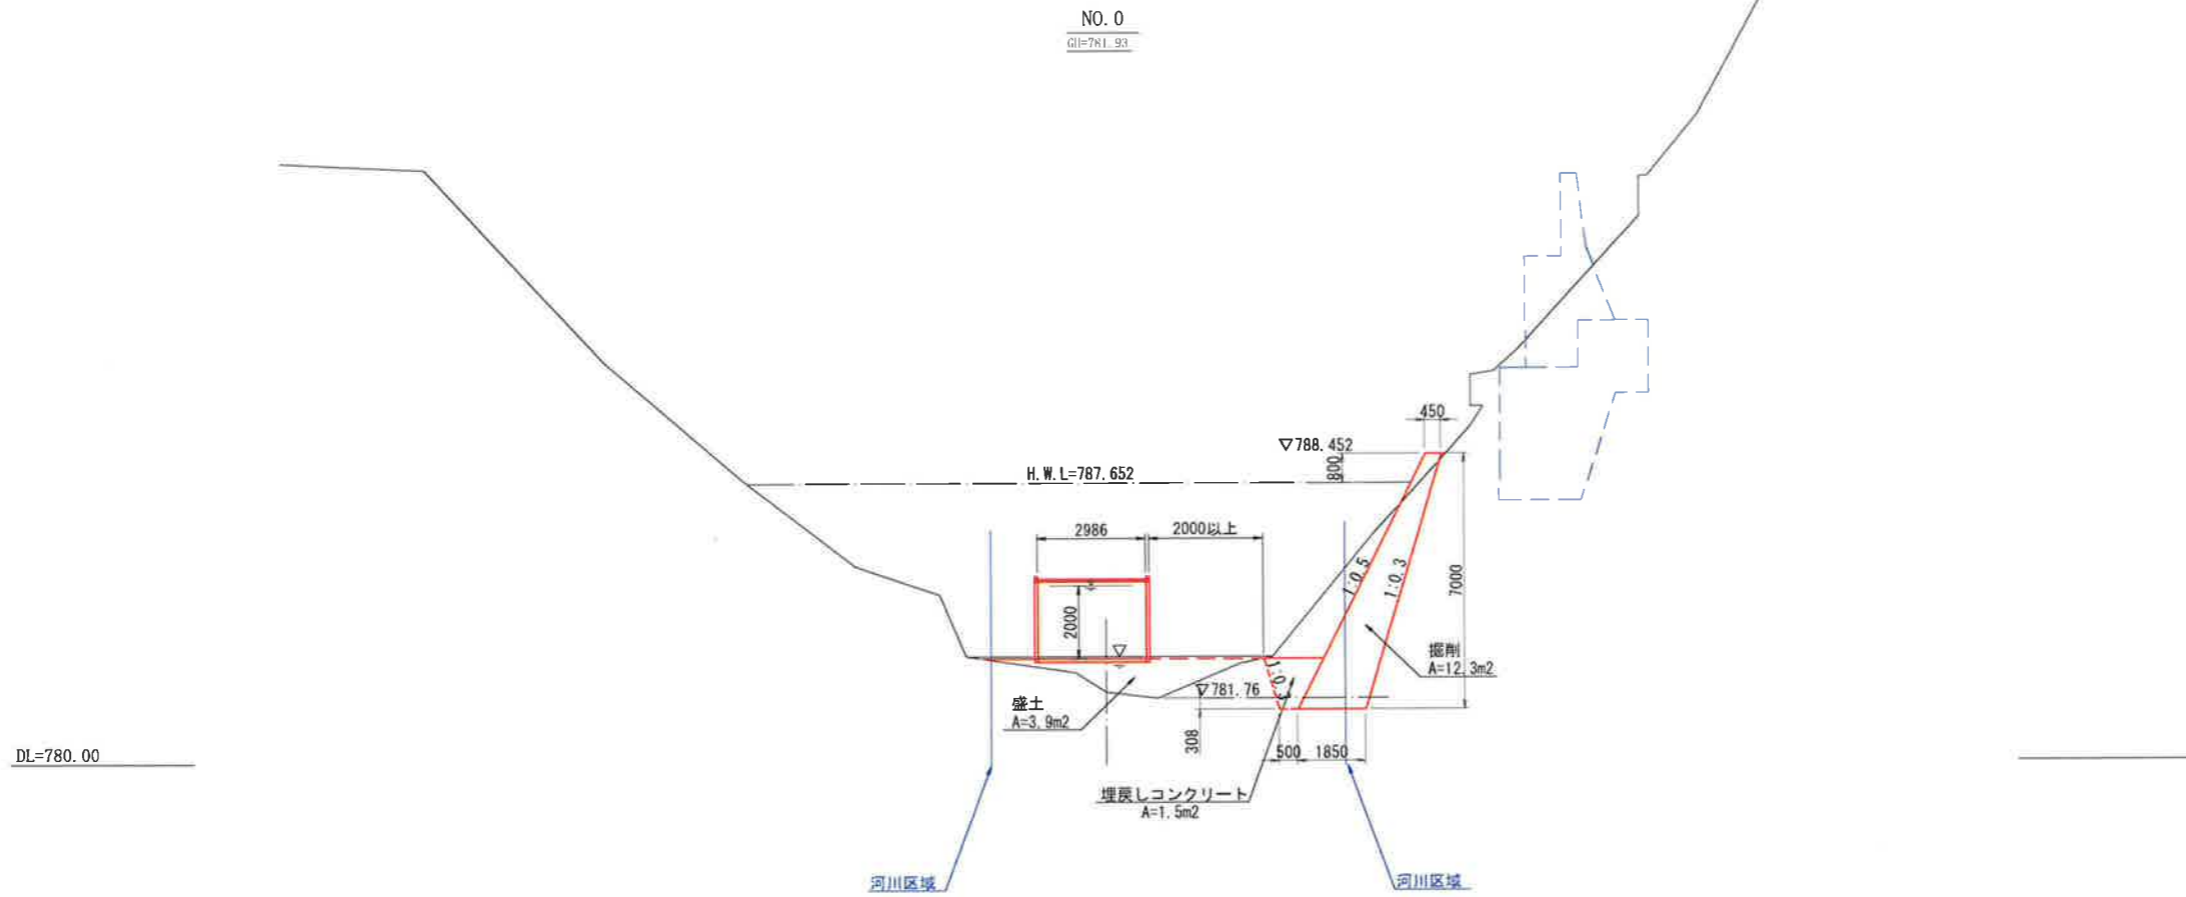 NO. 0
GH=781.93
450
▽788.452
800
H.W.L=787.652
2986
2000以上
1:0.5
1:0.3
7000
2000
▽
掘削
A=12.3m2
1:0.3
▽781.76
盛土
A=3.9m2
308
500
1850
DL=780.00
埋戻しコンクリート
A=1.5m2
河川区域
河川区域